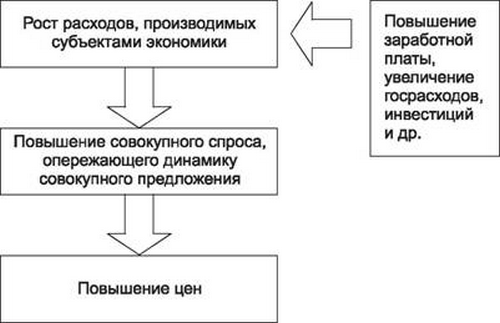 Рост расходов, производимых
субъектами экономики
Повышение
заработной
платы,
увеличение
госрасходов,
инвестиций
и др.
Повышение совокупного спроса,
опережающего динамику
совокупного предложения
Повышение цен